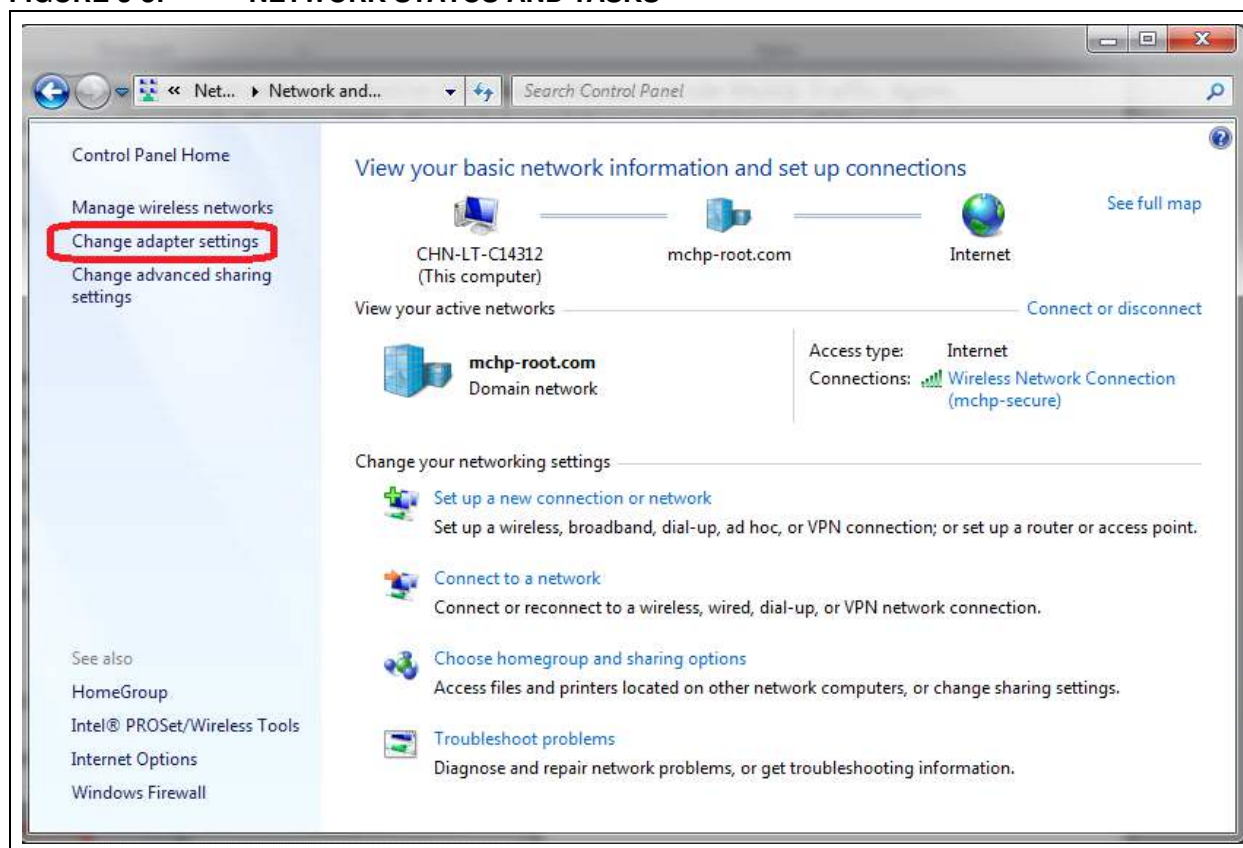 NETWORK STATUS AND TASKS
« Net... ▸ Network and...
Search Control Panel
Control Panel Home
Manage wireless networks
Change adapter settings
Change advanced sharing
settings
See also
HomeGroup
Intel® PROSet/Wireless Tools
Internet Options
Windows Firewall
View your basic network information and set up connections
See full map
CHN-LT-C14312
(This computer)
mchp-root.com
Internet
View your active networks
Connect or disconnect
mchp-root.com
Domain network
Access type: Internet
Connections: Wireless Network Connection
(mchp-secure)
Change your networking settings
Set up a new connection or network
Set up a wireless, broadband, dial-up, ad hoc, or VPN connection; or set up a router or access point.
Connect to a network
Connect or reconnect to a wireless, wired, dial-up, or VPN network connection.
Choose homegroup and sharing options
Access files and printers located on other network computers, or change sharing settings.
Troubleshoot problems
Diagnose and repair network problems, or get troubleshooting information.